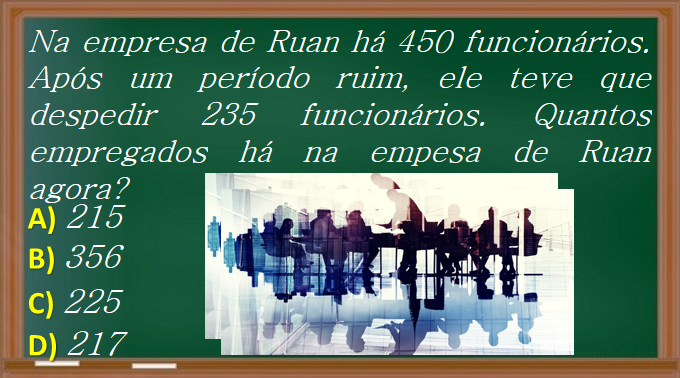 Na empresa de Ruan há 450 funcionários.
Após um período ruim, ele teve que
despedir 235 funcionários. Quantos
empregados há na empesa de Ruan
agora?
A) 215
B) 356
C) 225
D) 217